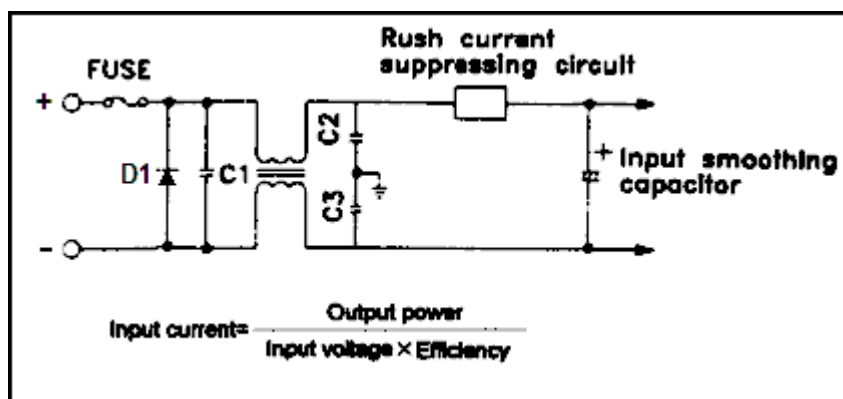 Rush current
suppressing circuit
FUSE
+
D1
C1
C2
C3
+ Input smoothing
capacitor
-
Input current= Output power
Input voltage × Efficiency